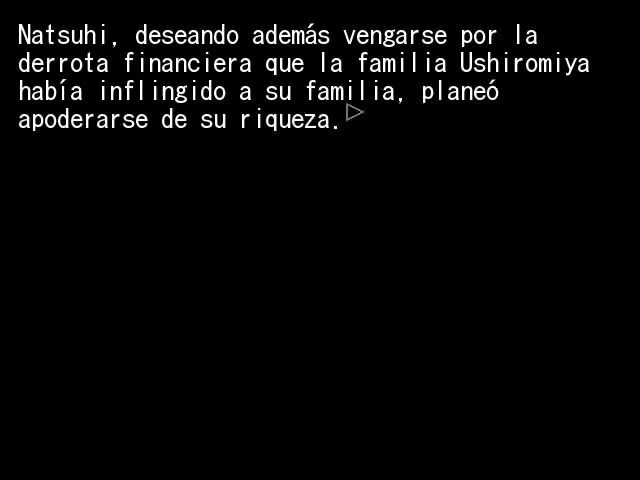 Natsuhi, deseando además vengarse por la
derrota financiera que la familia Ushiromiya
había inflingido a su familia, planeó
apoderarse de su riqueza.